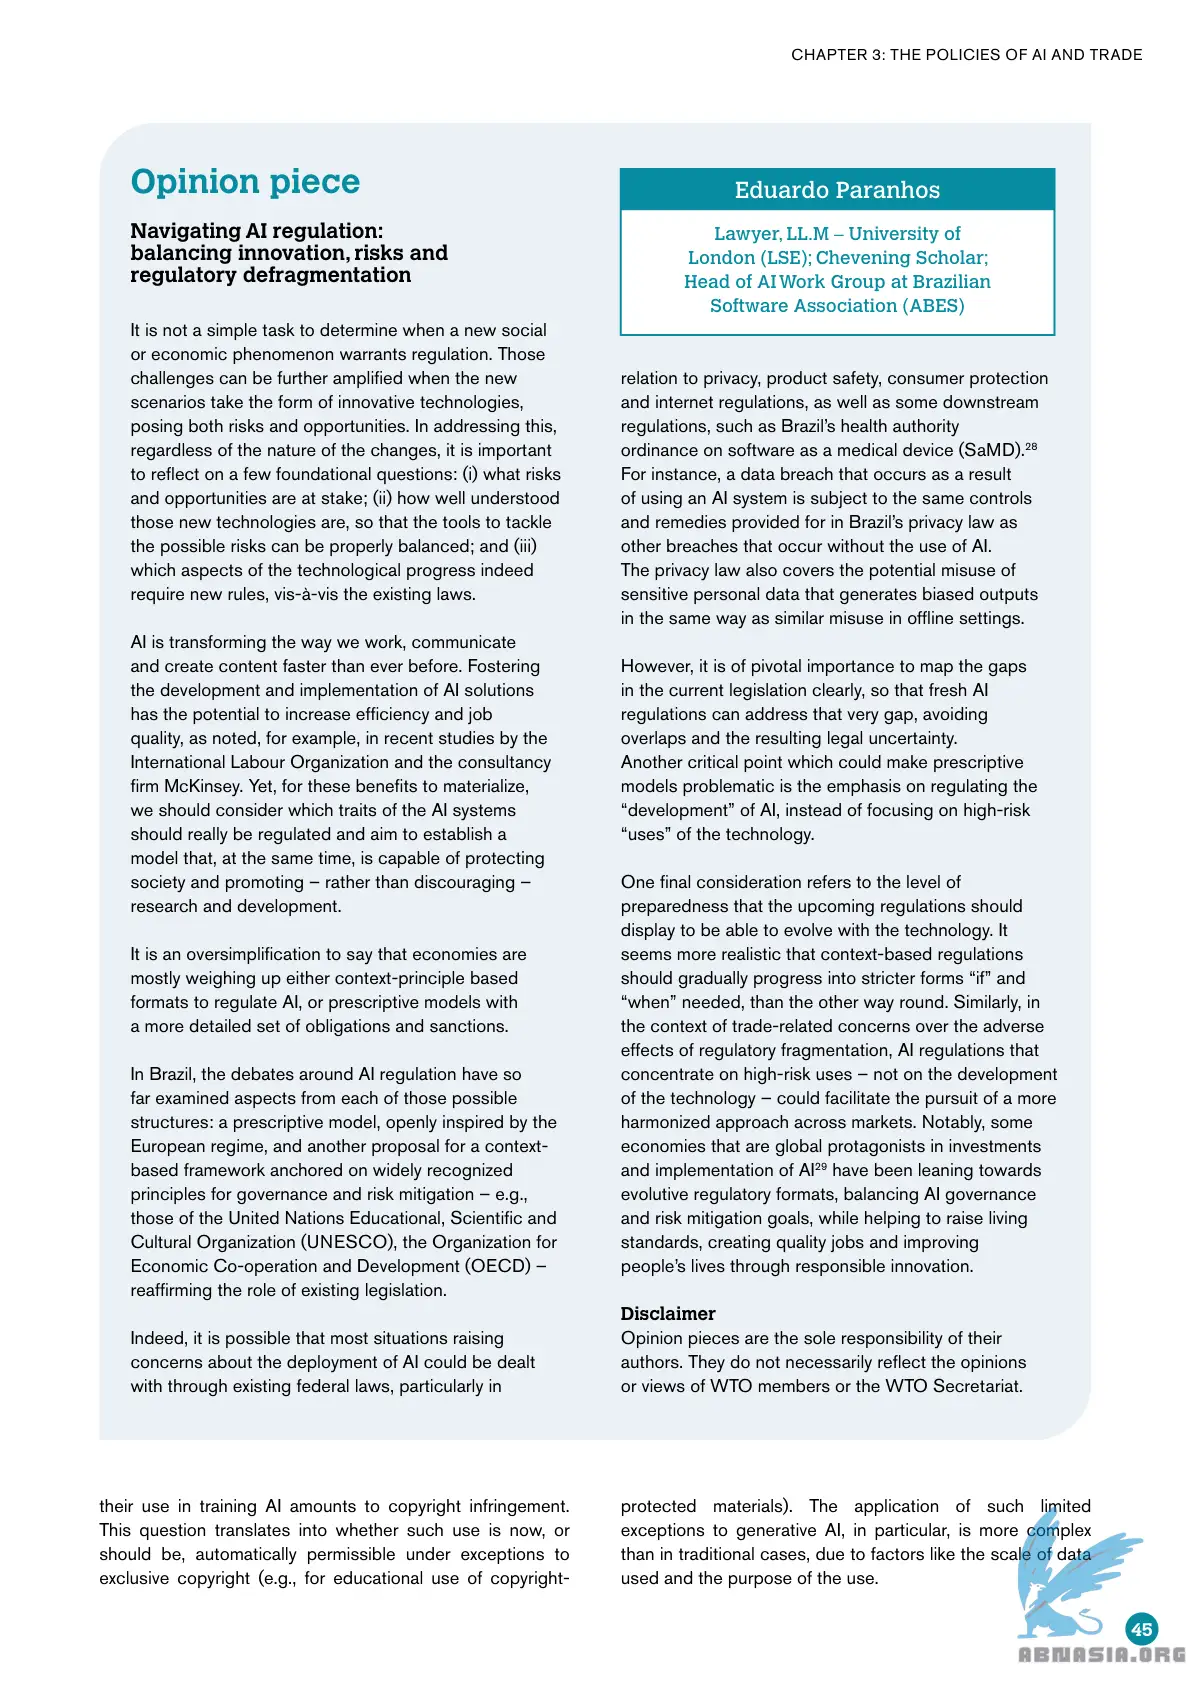 CHAPTER 3: THE POLICIES OF AI AND TRADE
Opinion piece
Navigating AI regulation:
balancing innovation, risks and
regulatory defragmentation
It is not a simple task to determine when a new social
or economic phenomenon warrants regulation. Those
challenges can be further amplified when the new
scenarios take the form of innovative technologies,
posing both risks and opportunities. In addressing this,
regardless of the nature of the changes, it is important
to reflect on a few foundational questions: (i) what risks
and opportunities are at stake; (ii) how well understood
those new technologies are, so that the tools to tackle
the possible risks can be properly balanced; and (iii)
which aspects of the technological progress indeed
require new rules, vis-à-vis the existing laws.
AI is transforming the way we work, communicate
and create content faster than ever before. Fostering
the development and implementation of AI solutions
has the potential to increase efficiency and job
quality, as noted, for example, in recent studies by the
International Labour Organization and the consultancy
firm McKinsey. Yet, for these benefits to materialize,
we should consider which traits of the AI systems
should really be regulated and aim to establish a
model that, at the same time, is capable of protecting
society and promoting – rather than discouraging –
research and development.
It is an oversimplification to say that economies are
mostly weighing up either context-principle based
formats to regulate AI, or prescriptive models with
a more detailed set of obligations and sanctions.
In Brazil, the debates around AI regulation have so
far examined aspects from each of those possible
structures: a prescriptive model, openly inspired by the
European regime, and another proposal for a context-
based framework anchored on widely recognized
principles for governance and risk mitigation – e.g.,
those of the United Nations Educational, Scientific and
Cultural Organization (UNESCO), the Organization for
Economic Co-operation and Development (OECD) –
reaffirming the role of existing legislation.
Indeed, it is possible that most situations raising
concerns about the deployment of AI could be dealt
with through existing federal laws, particularly in
Eduardo Paranhos
Lawyer, LL.M – University of
London (LSE); Chevening Scholar;
Head of AI Work Group at Brazilian
Software Association (ABES)
relation to privacy, product safety, consumer protection
and internet regulations, as well as some downstream
regulations, such as Brazil's health authority
ordinance on software as a medical device (SaMD).28
For instance, a data breach that occurs as a result
of using an AI system is subject to the same controls
and remedies provided for in Brazil's privacy law as
other breaches that occur without the use of AI.
The privacy law also covers the potential misuse of
sensitive personal data that generates biased outputs
in the same way as similar misuse in offline settings.
However, it is of pivotal importance to map the gaps
in the current legislation clearly, so that fresh AI
regulations can address that very gap, avoiding
overlaps and the resulting legal uncertainty.
Another critical point which could make prescriptive
models problematic is the emphasis on regulating the
“development” of AI, instead of focusing on high-risk
“uses” of the technology.
One final consideration refers to the level of
preparedness that the upcoming regulations should
display to be able to evolve with the technology. It
seems more realistic that context-based regulations
should gradually progress into stricter forms “if” and
“when” needed, than the other way round. Similarly, in
the context of trade-related concerns over the adverse
effects of regulatory fragmentation, AI regulations that
concentrate on high-risk uses – not on the development
of the technology – could facilitate the pursuit of a more
harmonized approach across markets. Notably, some
economies that are global protagonists in investments
and implementation of AI29 have been leaning towards
evolutive regulatory formats, balancing AI governance
and risk mitigation goals, while helping to raise living
standards, creating quality jobs and improving
people's lives through responsible innovation.
Disclaimer
Opinion pieces are the sole responsibility of their
authors. They do not necessarily reflect the opinions
or views of WTO members or the WTO Secretariat.
their use in training AI amounts to copyright infringement.
This question translates into whether such use is now, or
should be, automatically permissible under exceptions to
exclusive copyright (e.g., for educational use of copyright-
protected materials). The application of such limited
exceptions to generative AI, in particular, is more complex
than in traditional cases, due to factors like the scale of data
used and the purpose of the use.
45
ABNASIA.ORG